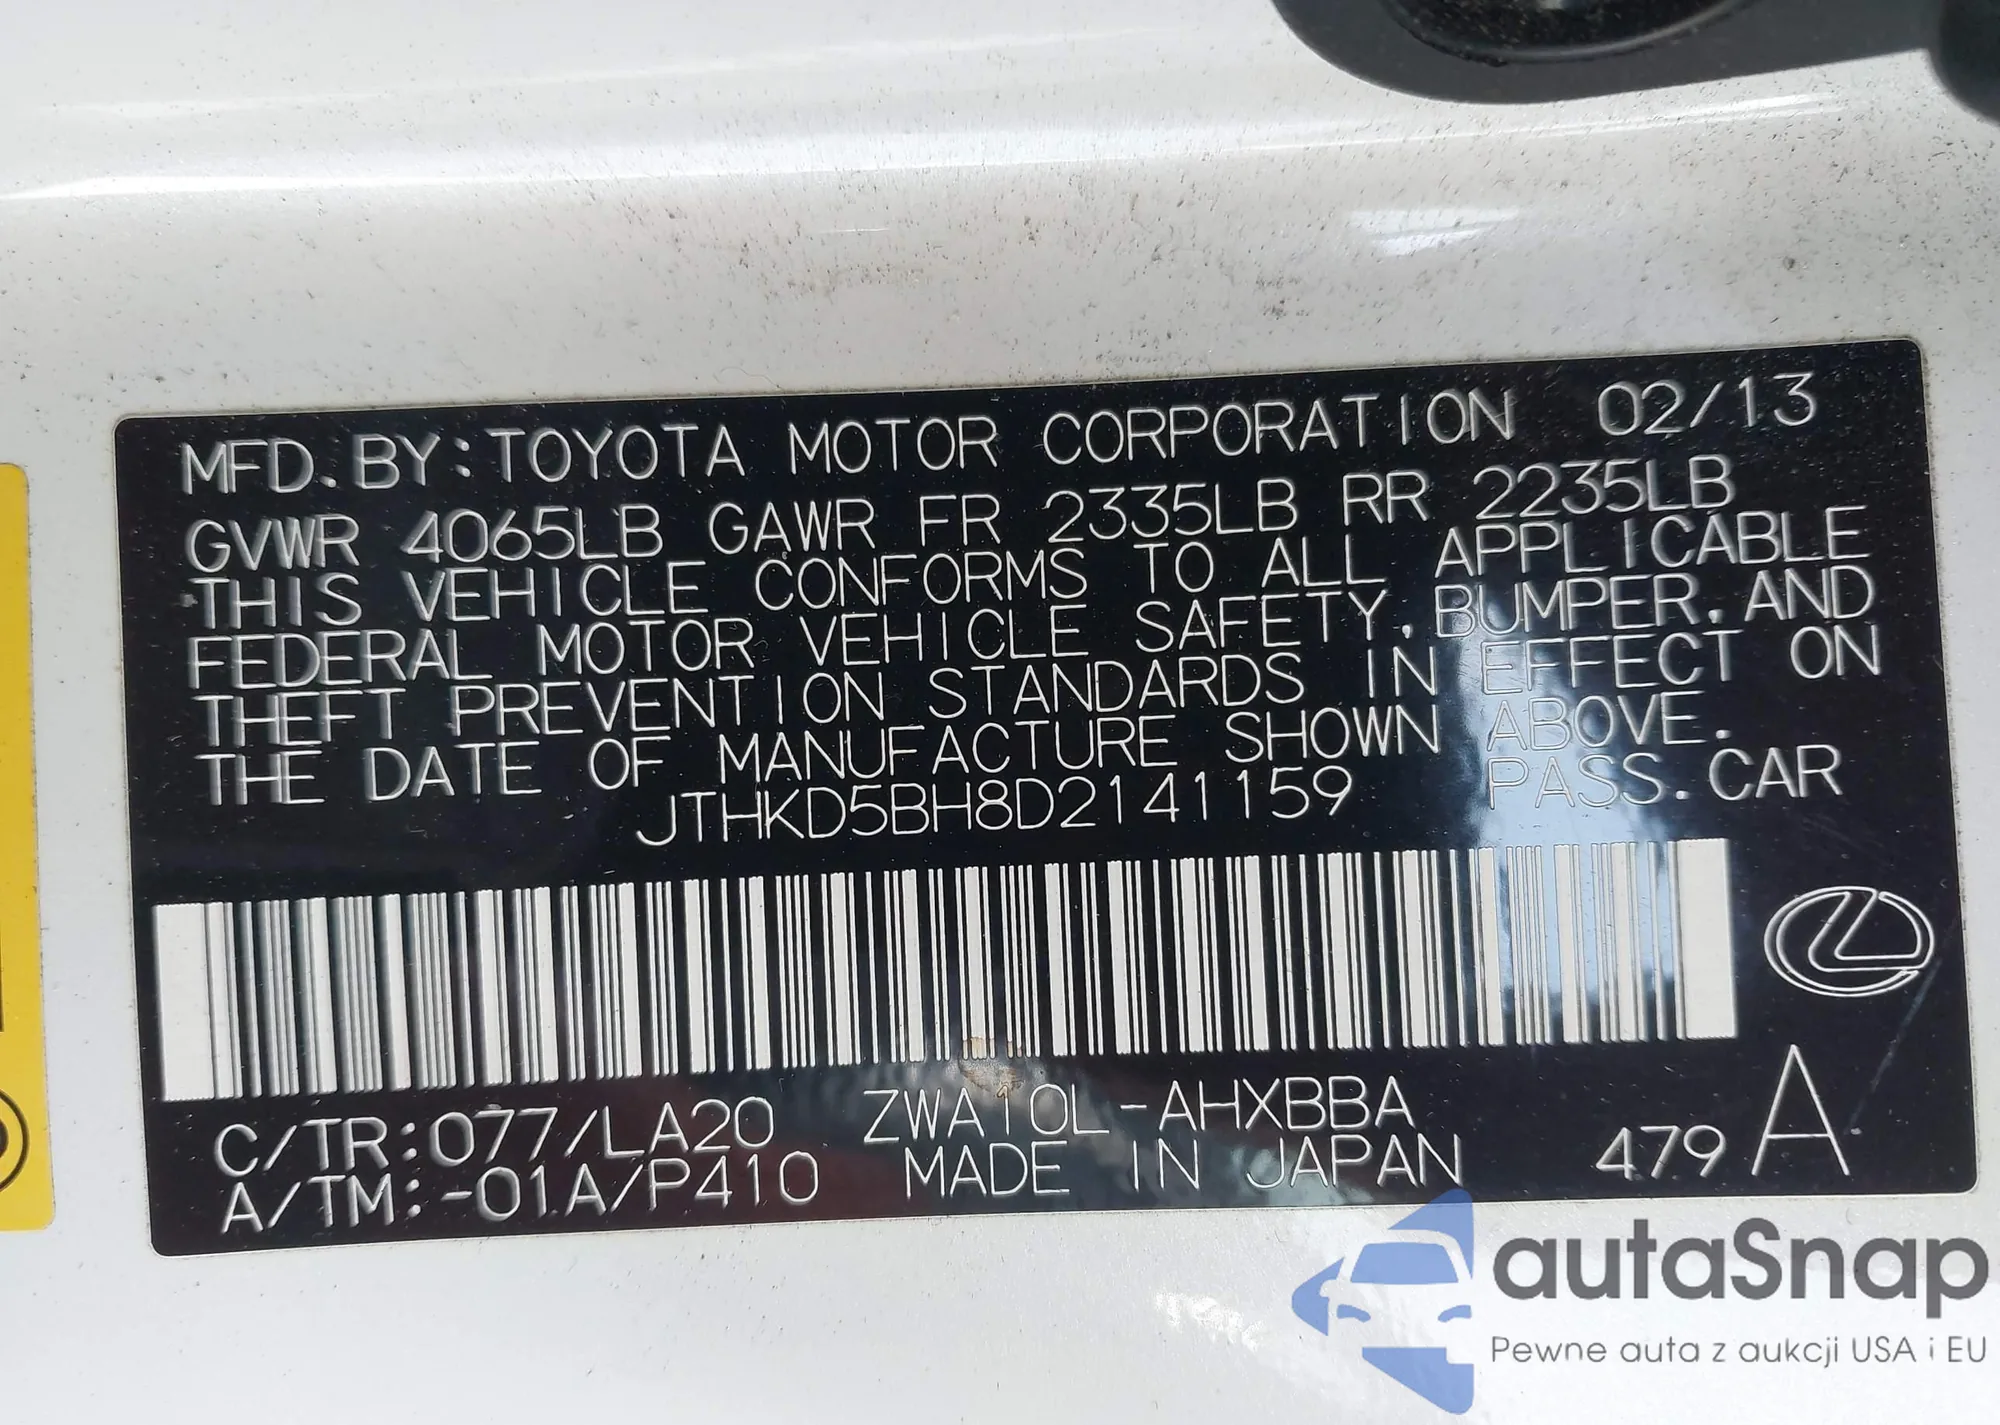 MFD. BY: TOYOTA MOTOR CORPORATION 02/13
GVWR 4065LB GAWR FR 2335LB RR 2235LB
THIS VEHICLE CONFORMS TO ALL APPLICABLE
FEDERAL MOTOR VEHICLE SAFETY, BUMPER, AND
THEFT PREVENTION STANDARDS IN EFFECT ON
THE DATE OF MANUFACTURE SHOWN ABOVE.
JTHKD5BH8D2141159 PASS. CAR
C/TR:077/LA20 ZWA10L-AHXBBA
A/TM:-01A/P410 MADE IN JAPAN 479 A
autaSnap
Pewne auta z aukcji USA i EU